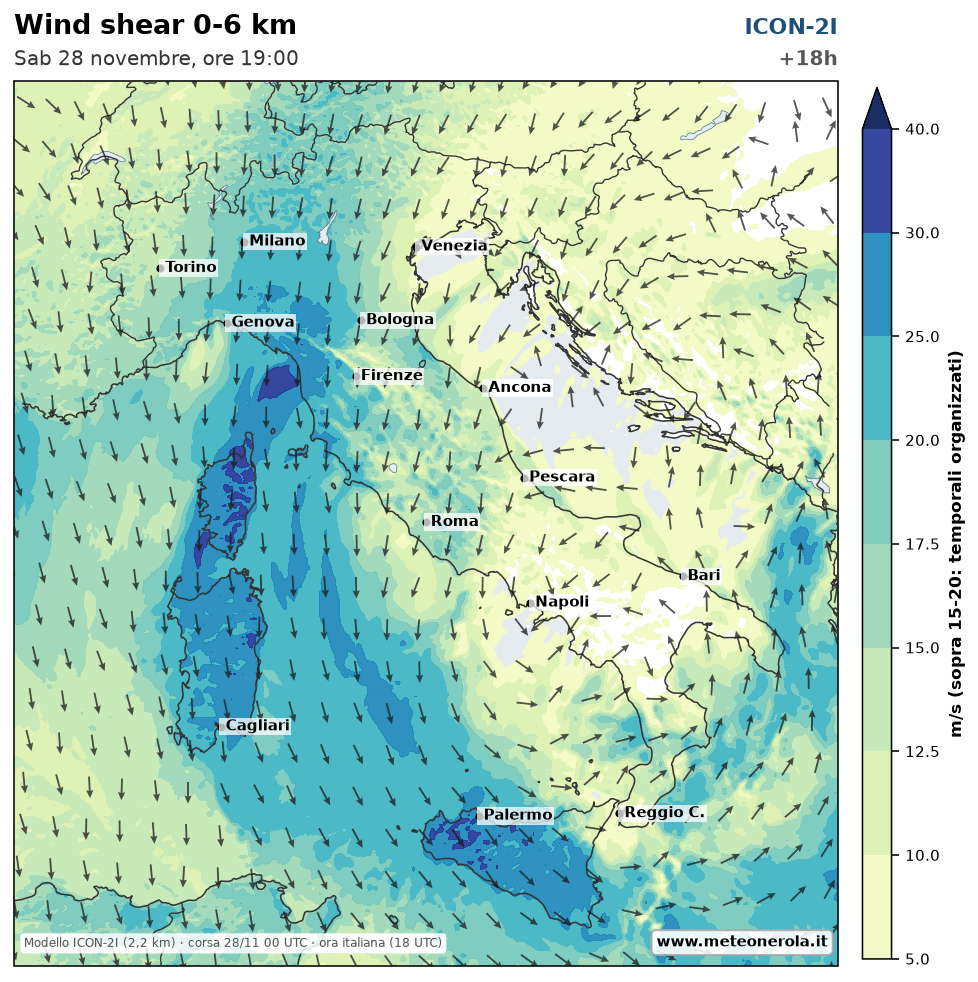 Wind shear 0-6 km
ICON-2I
Sab 28 novembre, ore 19:00
+18h
40.0
30.0
25.0
20.0
17.5
15.0
12.5
10.0
5.0
m/s (sopra 15-20: temporali organizzati)
Milano
Venezia
Torino
Genova
Bologna
Firenze
Ancona
Pescara
Roma
Bari
Napoli
Cagliari
Palermo
Reggio C.
Modello ICON-2I (2,2 km) · corsa 28/11 00 UTC · ora italiana (18 UTC)
www.meteonerola.it